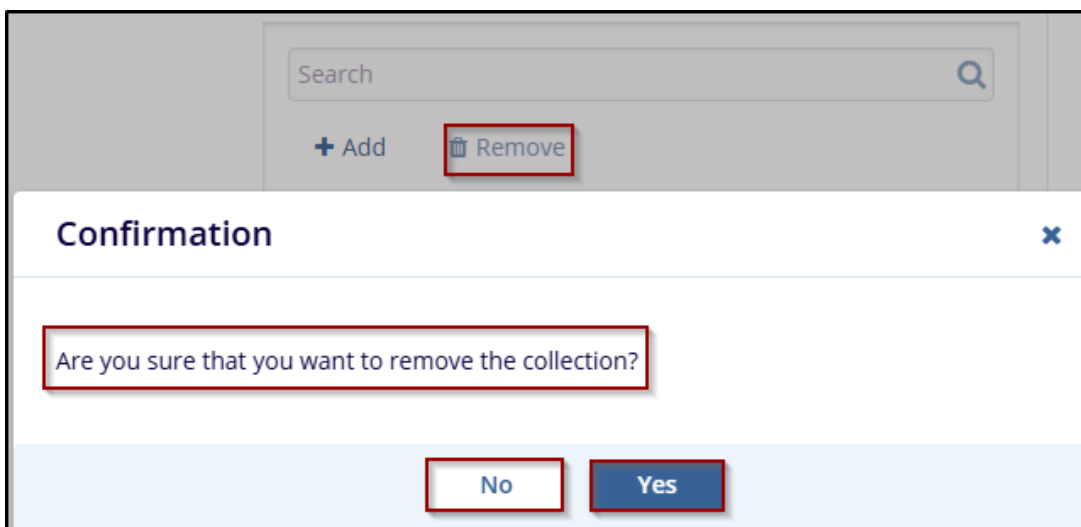 Search
Add Remove
Confirmation
Are you sure that you want to remove the collection?
No Yes